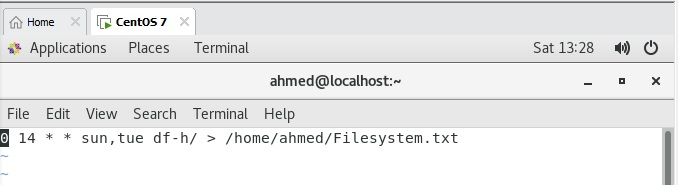 Home
CentOS 7
Applications Places Terminal Sat 13:28
ahmed@localhost:~
File Edit View Search Terminal Help
0 14 * * sun,tue df-h/ > /home/ahmed/Filesystem.txt
~
~